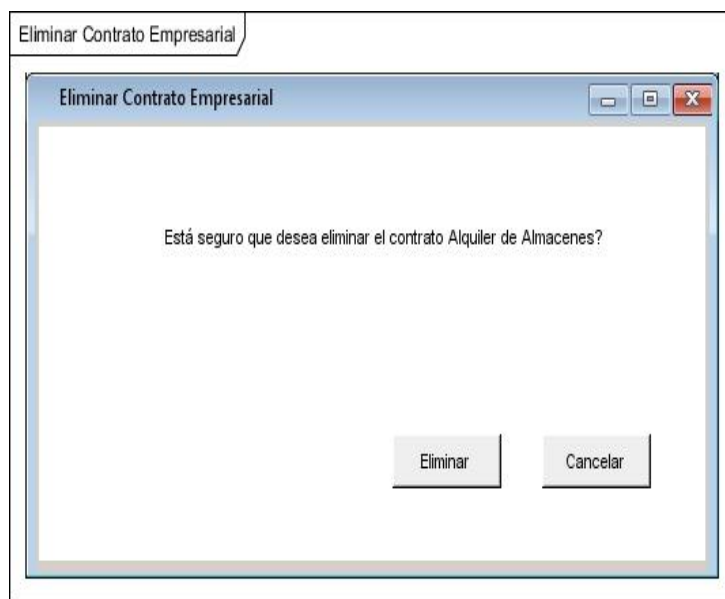 Eliminar Contrato Empresarial
Eliminar Contrato Empresarial
Está seguro que desea eliminar el contrato Alquiler de Almacenes?
Eliminar
Cancelar